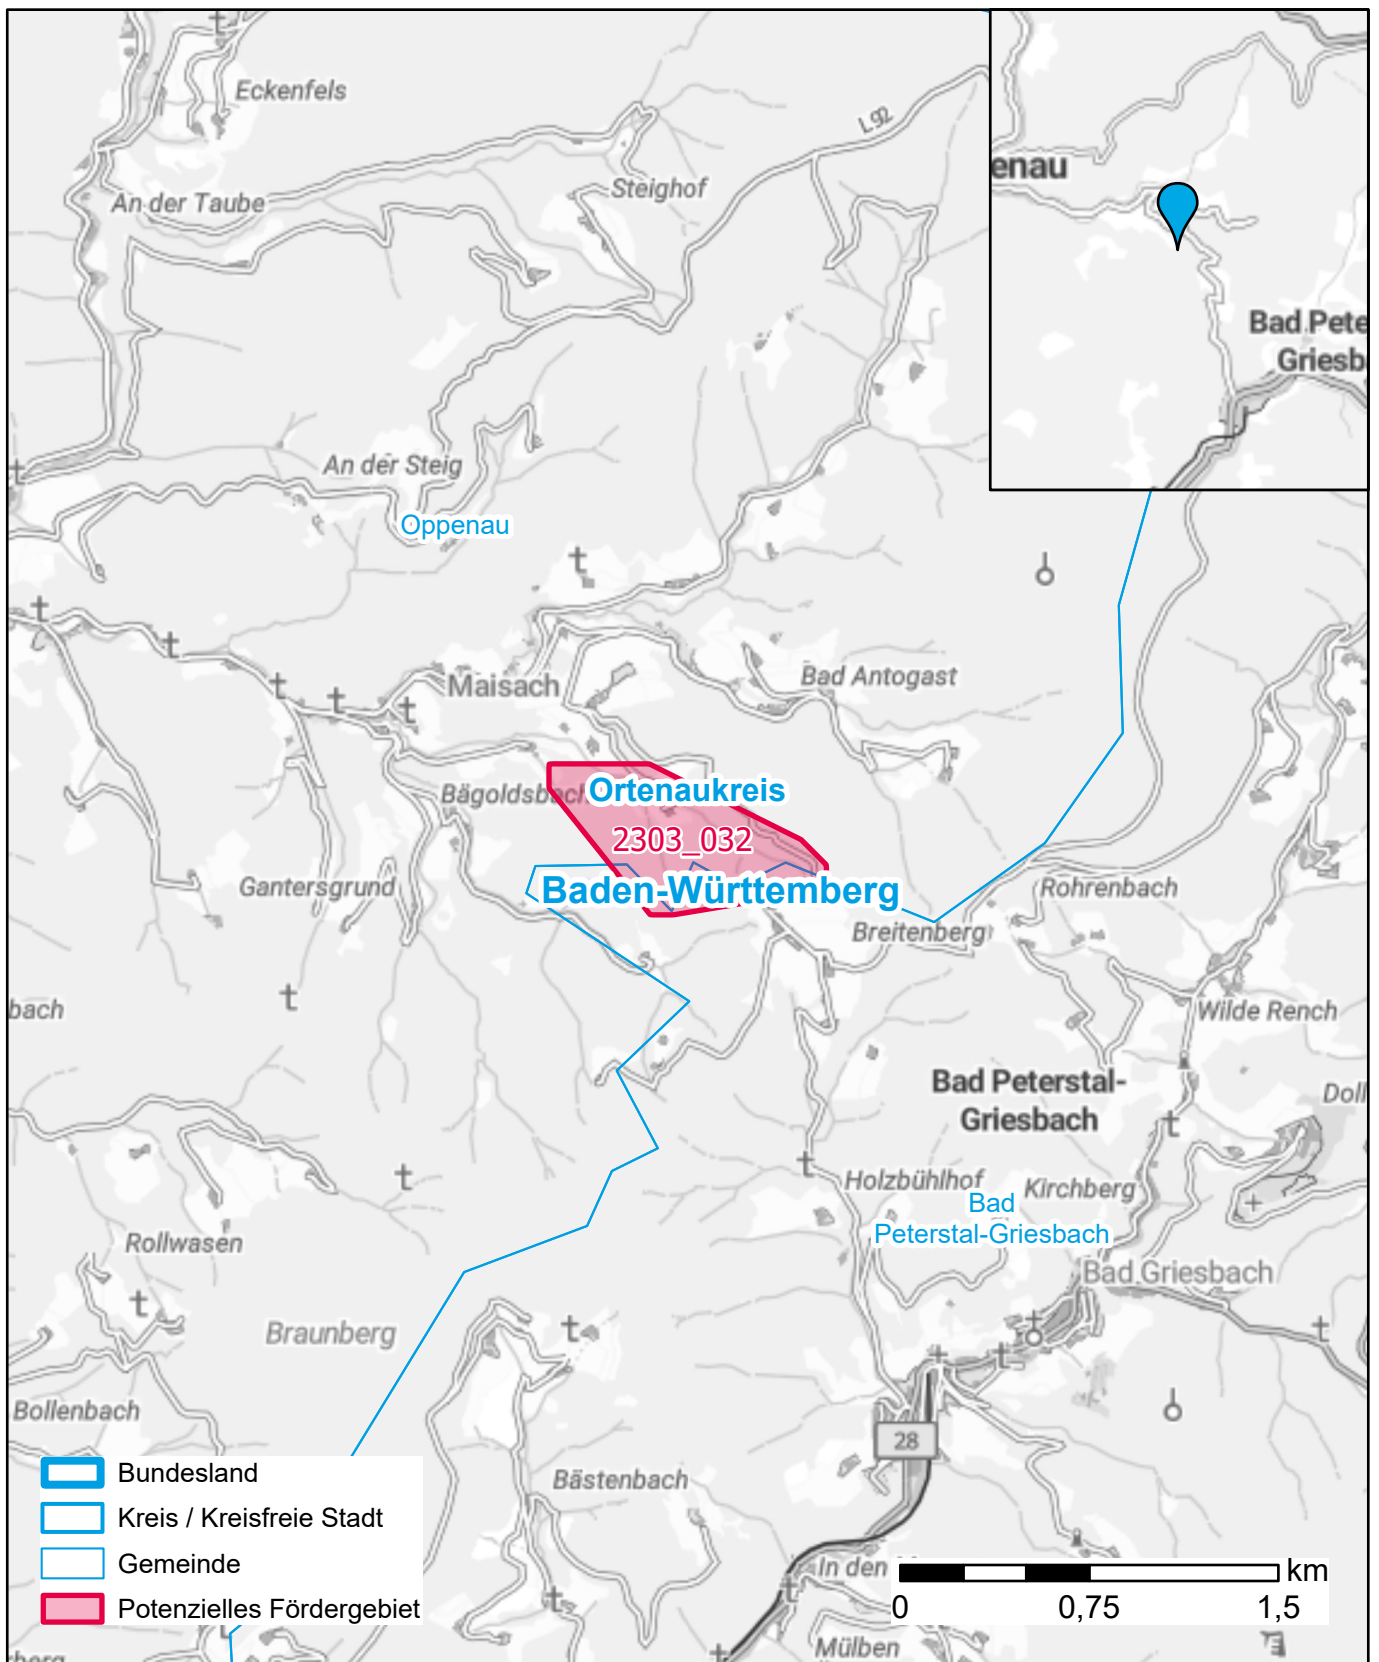 Eckenfels
L 92
enau
An der Taube
Steighof
Bad Pete
Griesb
An der Steig
Oppenau
Maisach
Bad Antogast
Bägoldsbach
Ortenaukreis
2303_032
Gantersgrund
Baden-Württemberg
Rohrenbach
Breitenberg
bach
Wilde Rench
Bad Peterstal-
Griesbach
Doll
Holzbühlhof
Kirchberg
Bad
Peterstal-Griesbach
Rollwasen
Bad Griesbach
Braunberg
Bollenbach
28
Bästenbach
In den
Mülben
Bundesland
Kreis / Kreisfreie Stadt
Gemeinde
Potenzielles Fördergebiet
km
0
0,75
1,5